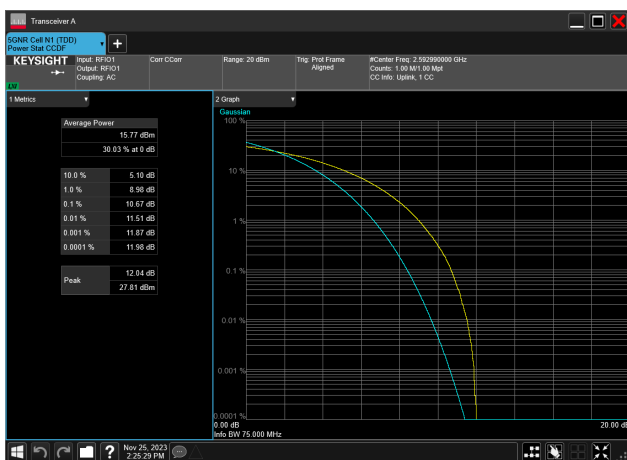 Transceiver A
5GNR Cell N1 (TDD)
Power Stat CCDF
KEYSIGHT
Input: RFIO1
Output: RFIO1
Coupling: AC
Corr CCorr
Range: 20 dBm
Trig: Prot Frame
Aligned
#Center Freq: 2.592990000 GHz
Counts: 1.00 M/1.00 Mpt
CC Info: Uplink, 1 CC
1 Metrics
Average Power
15.77 dBm
30.03 % at 0 dB
10.0 % 5.10 dB
1.0 % 8.98 dB
0.1 % 10.67 dB
0.01 % 11.51 dB
0.001 % 11.87 dB
0.0001 % 11.98 dB
Peak
12.04 dB
27.81 dBm
2 Graph
Gaussian
100 %
10 %
1 %
0.1 %
0.01 %
0.001 %
0.0001 %
0.00 dB
20.00 dB
Info BW 75.000 MHz
Nov 25, 2023
2:25:29 PM